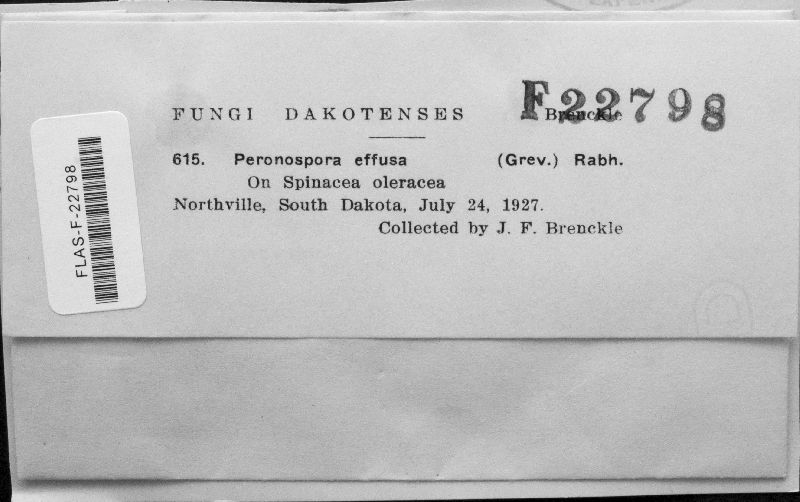 FUNGI DAKOTENSES Brenckle
F22798
615. Peronospora effusa (Grev.) Rabh.
On Spinacea oleracea
Northville, South Dakota, July 24, 1927.
Collected by J. F. Brenckle
FLAS-F-22798